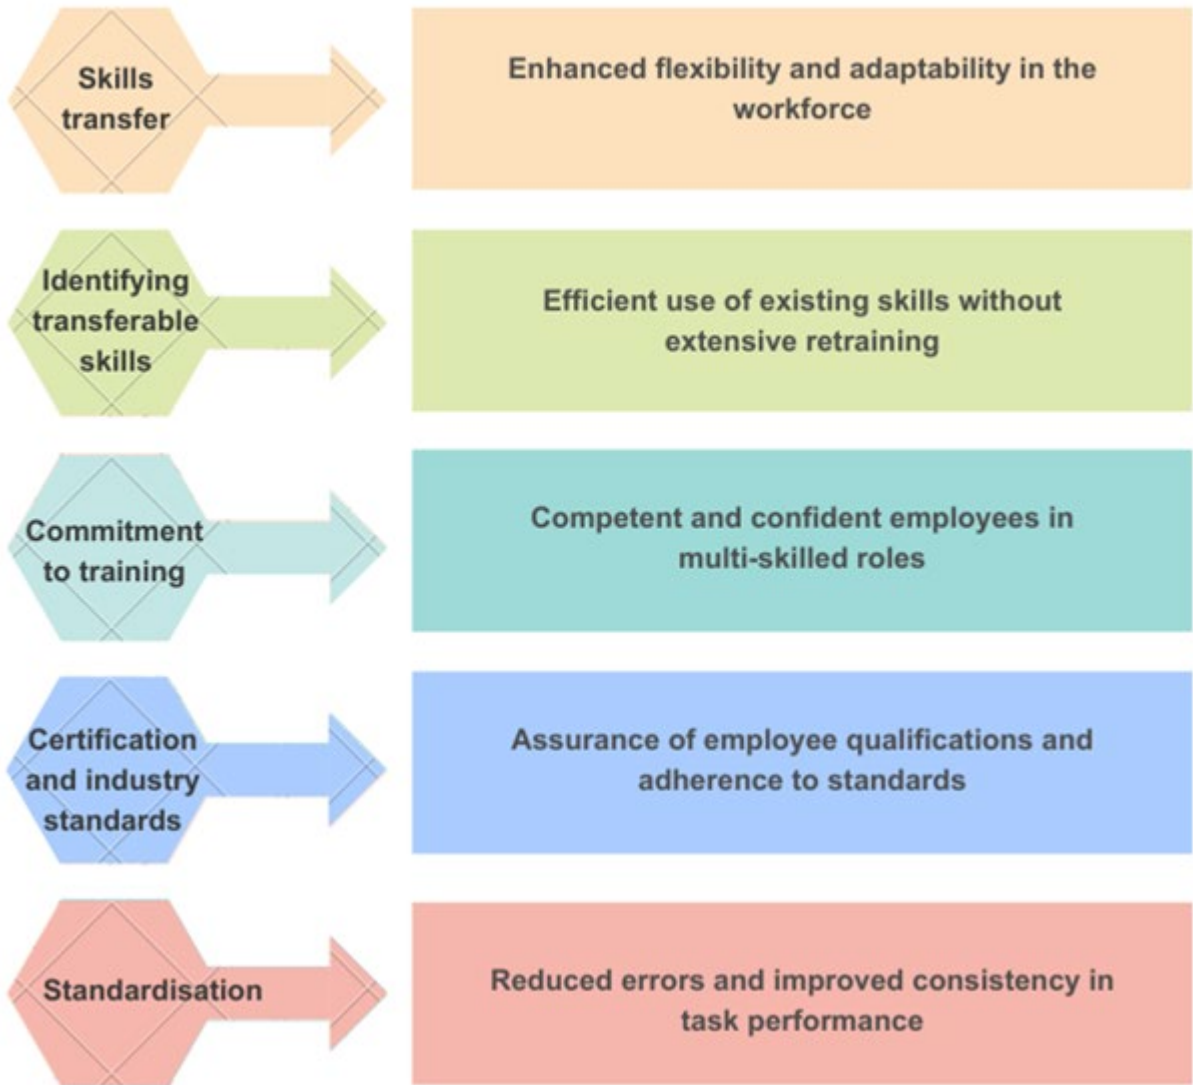 Skills
transfer
Enhanced flexibility and adaptability in the
workforce
Identifying
transferable
skills
Efficient use of existing skills without
extensive retraining
Commitment
to training
Competent and confident employees in
multi-skilled roles
Certification
and industry
standards
Assurance of employee qualifications and
adherence to standards
Standardisation
Reduced errors and improved consistency in
task performance